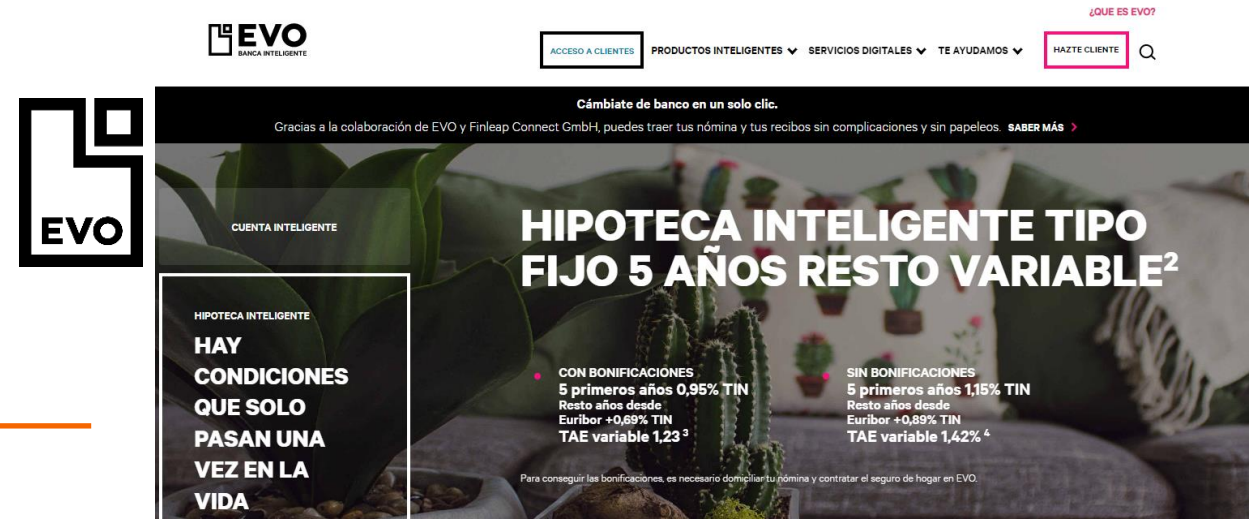 ¿QUE ES EVO?
EVO
BANCA INTELIGENTE
ACCESO A CLIENTES
PRODUCTOS INTELIGENTES
SERVICIOS DIGITALES
TE AYUDAMOS
HAZTE CLIENTE
Cámbiate de banco en un solo clic.
Gracias a la colaboración de EVO y Finleap Connect GmbH, puedes traer tus nómina y tus recibos sin complicaciones y sin papeleos. SABER MÁS
EVO
CUENTA INTELIGENTE
HIPOTECA INTELIGENTE
HAY
CONDICIONES
QUE SOLO
PASAN UNA
VEZ EN LA
VIDA
HIPOTECA INTELIGENTE TIPO
FIJO 5 AÑOS RESTO VARIABLE²
CON BONIFICACIONES
5 primeros años 0,95% TIN
Resto años desde
Euribor +0,69% TIN
TAE variable 1,23 ³
SIN BONIFICACIONES
5 primeros años 1,15% TIN
Resto años desde
Euribor +0,89% TIN
TAE variable 1,42% ⁴
Para conseguir las bonificaciones, es necesario domiciliar tu nómina y contratar el seguro de hogar en EVO.